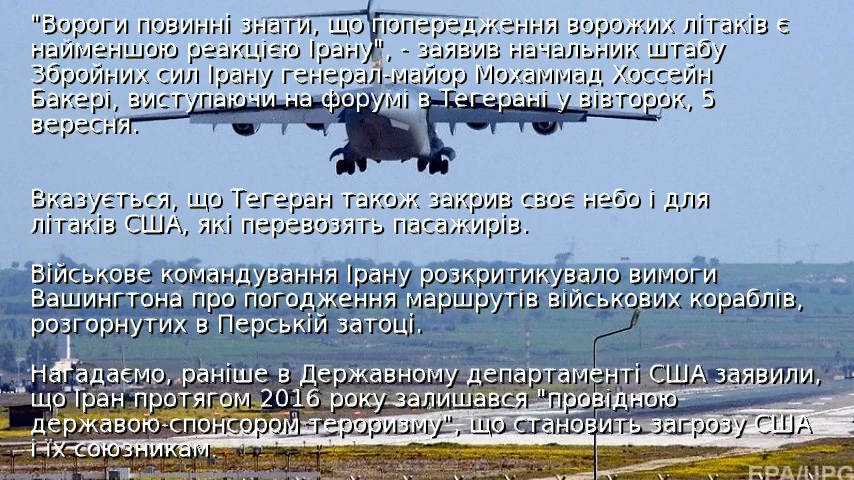 "Вороги повинні знати, що попередження ворожих літаків є
найменшою реакцією Ірану", - заявив начальник штабу
Збройних сил Ірану генерал-майор Мохаммад Хоссейн
Бакері, виступаючи на форумі в Тегерані у вівторок, 5
вересня.
Вказується, що Тегеран також закрив своє небо і для
літаків США, які перевозять пасажирів.
Військове командування Ірану розкритикувало вимоги
Вашингтона про погодження маршрутів військових кораблів,
розгорнутих в Перській затоці.
Нагадаємо, раніше в Державному департаменті США заявили,
що Іран протягом 2016 року залишався "провідною
державою-спонсором тероризму", що становить загрозу США
і їх союзникам.